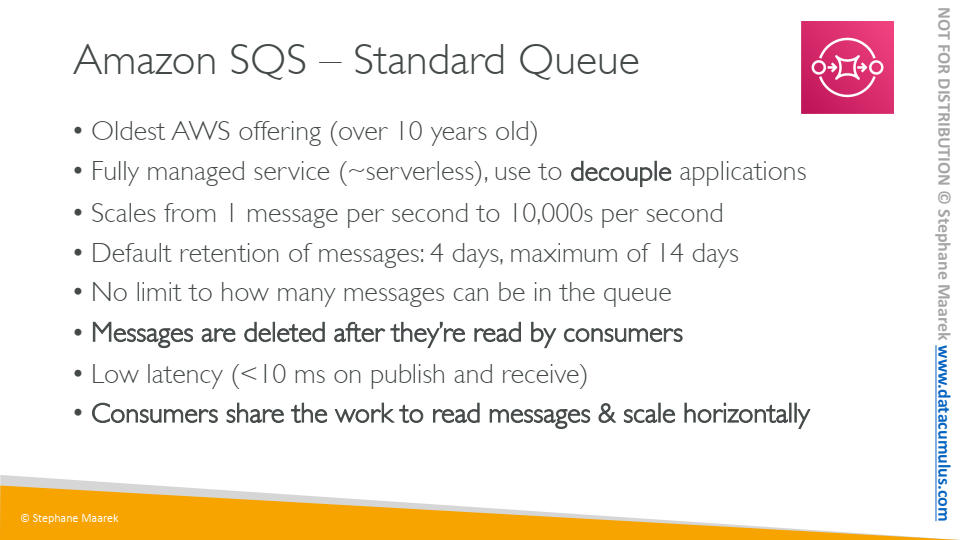 Amazon SQS – Standard Queue
• Oldest AWS offering (over 10 years old)
• Fully managed service (~serverless), use to decouple applications
• Scales from 1 message per second to 10,000s per second
• Default retention of messages: 4 days, maximum of 14 days
• No limit to how many messages can be in the queue
• Messages are deleted after they’re read by consumers
• Low latency (<10 ms on publish and receive)
• Consumers share the work to read messages & scale horizontally
© Stephane Maarek
NOT FOR DISTRIBUTION © Stephane Maarek www.datacumulus.com